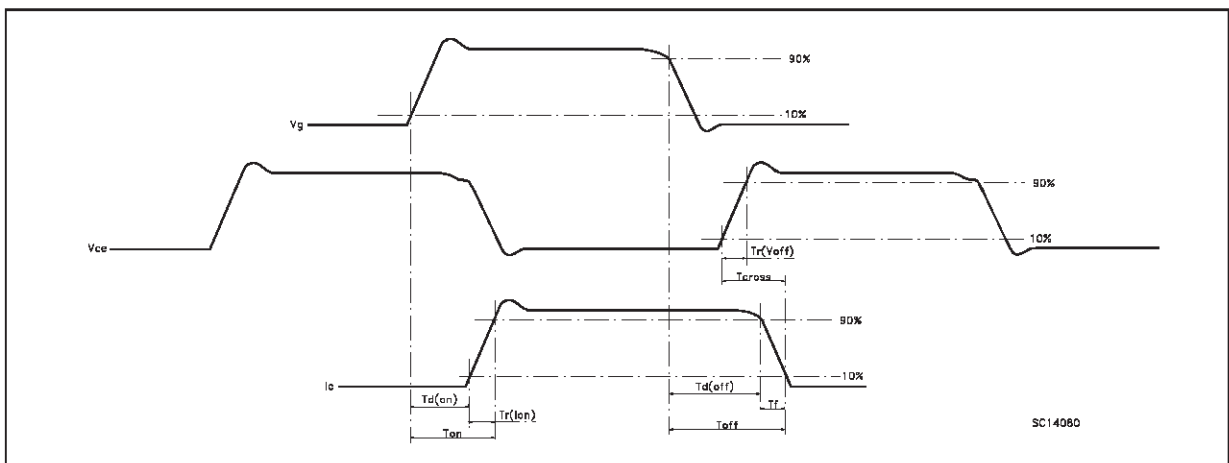 90%
10%
Vg
90%
Vce
10%
Tr(Voff)
Tcross
90%
Ic
10%
Td(on)
Td(off)
Tr(Ion)
Tf
Ton
Toff
SC14080